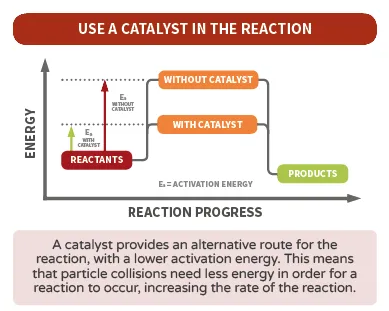 USE A CATALYST IN THE REACTION
WITHOUT CATALYST
Eₐ
WITHOUT
CATALYST
WITH CATALYST
Eₐ
WITH
CATALYST
REACTANTS
PRODUCTS
Eₐ = ACTIVATION ENERGY
ENERGY
REACTION PROGRESS
A catalyst provides an alternative route for the
reaction, with a lower activation energy. This means
that particle collisions need less energy in order for a
reaction to occur, increasing the rate of the reaction.